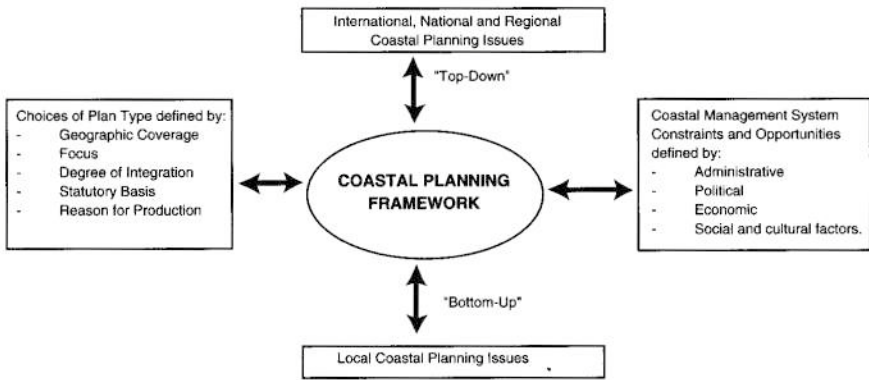 International, National and Regional
Coastal Planning Issues
"Top-Down"
Choices of Plan Type defined by:
- Geographic Coverage
- Focus
- Degree of Integration
- Statutory Basis
- Reason for Production
COASTAL PLANNING
FRAMEWORK
Coastal Management System
Constraints and Opportunities
defined by:
- Administrative
- Political
- Economic
- Social and cultural factors.
"Bottom-Up"
Local Coastal Planning Issues